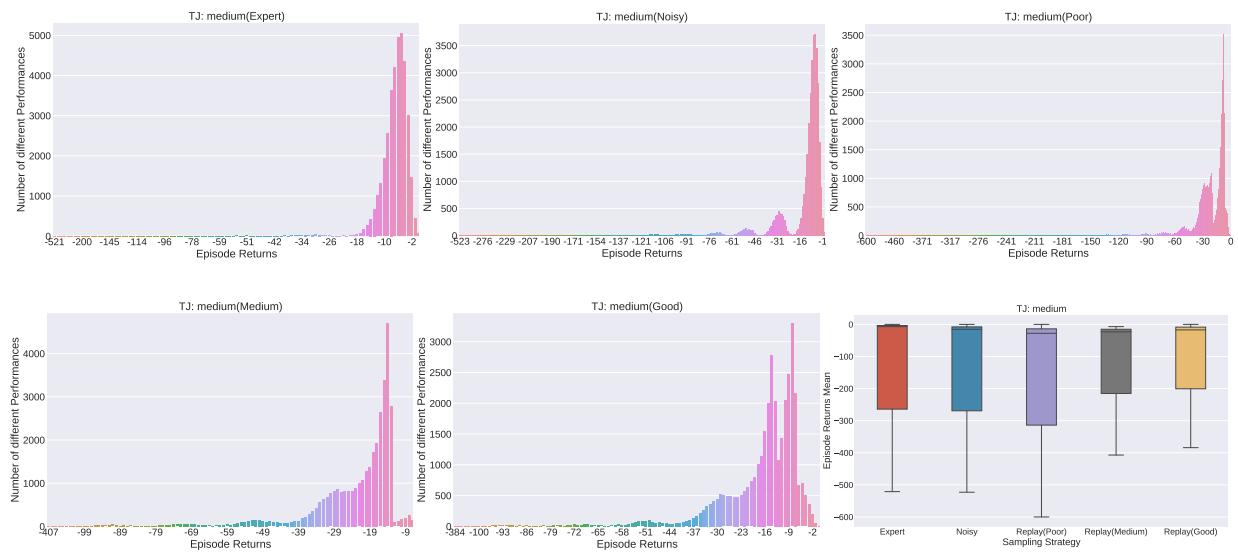 TJ: medium(Expert)
Number of different Performances
5000
4000
3000
2000
1000
0
-521 -200 -145 -114 -96 -78 -65 -51 -42 -34 -26 -18 -10 -2
Episode Returns
TJ: medium(Noisy)
Number of different Performances
3500
3000
2500
2000
1500
1000
500
0
-523 -276 -229 -207 -190 -171 -154 -137 -121 -106 -91 -76 -61 -46 -31 -16 -1
Episode Returns
TJ: medium(Poor)
Number of different Performances
3500
3000
2500
2000
1500
1000
500
0
-600 -460 -371 -317 -276 -241 -211 -181 -150 -120 -90 -60 -30 0
Episode Returns
TJ: medium(Medium)
Number of different Performances
4000
3000
2000
1000
0
-407 -99 -79 -69 -59 -49 -39 -29 -19 -9
Episode Returns
TJ: medium(Good)
Number of different Performances
3000
2500
2000
1500
1000
500
0
-384 -100 -93 -86 -79 -72 -65 -58 -51 -44 -37 -30 -23 -16 -9 -2
Episode Returns
TJ: medium
Episode Returns Mean
0
−100
−200
−300
−400
−500
−600
Expert Noisy Replay(Poor) Replay(Medium) Replay(Good)
Sampling Strategy